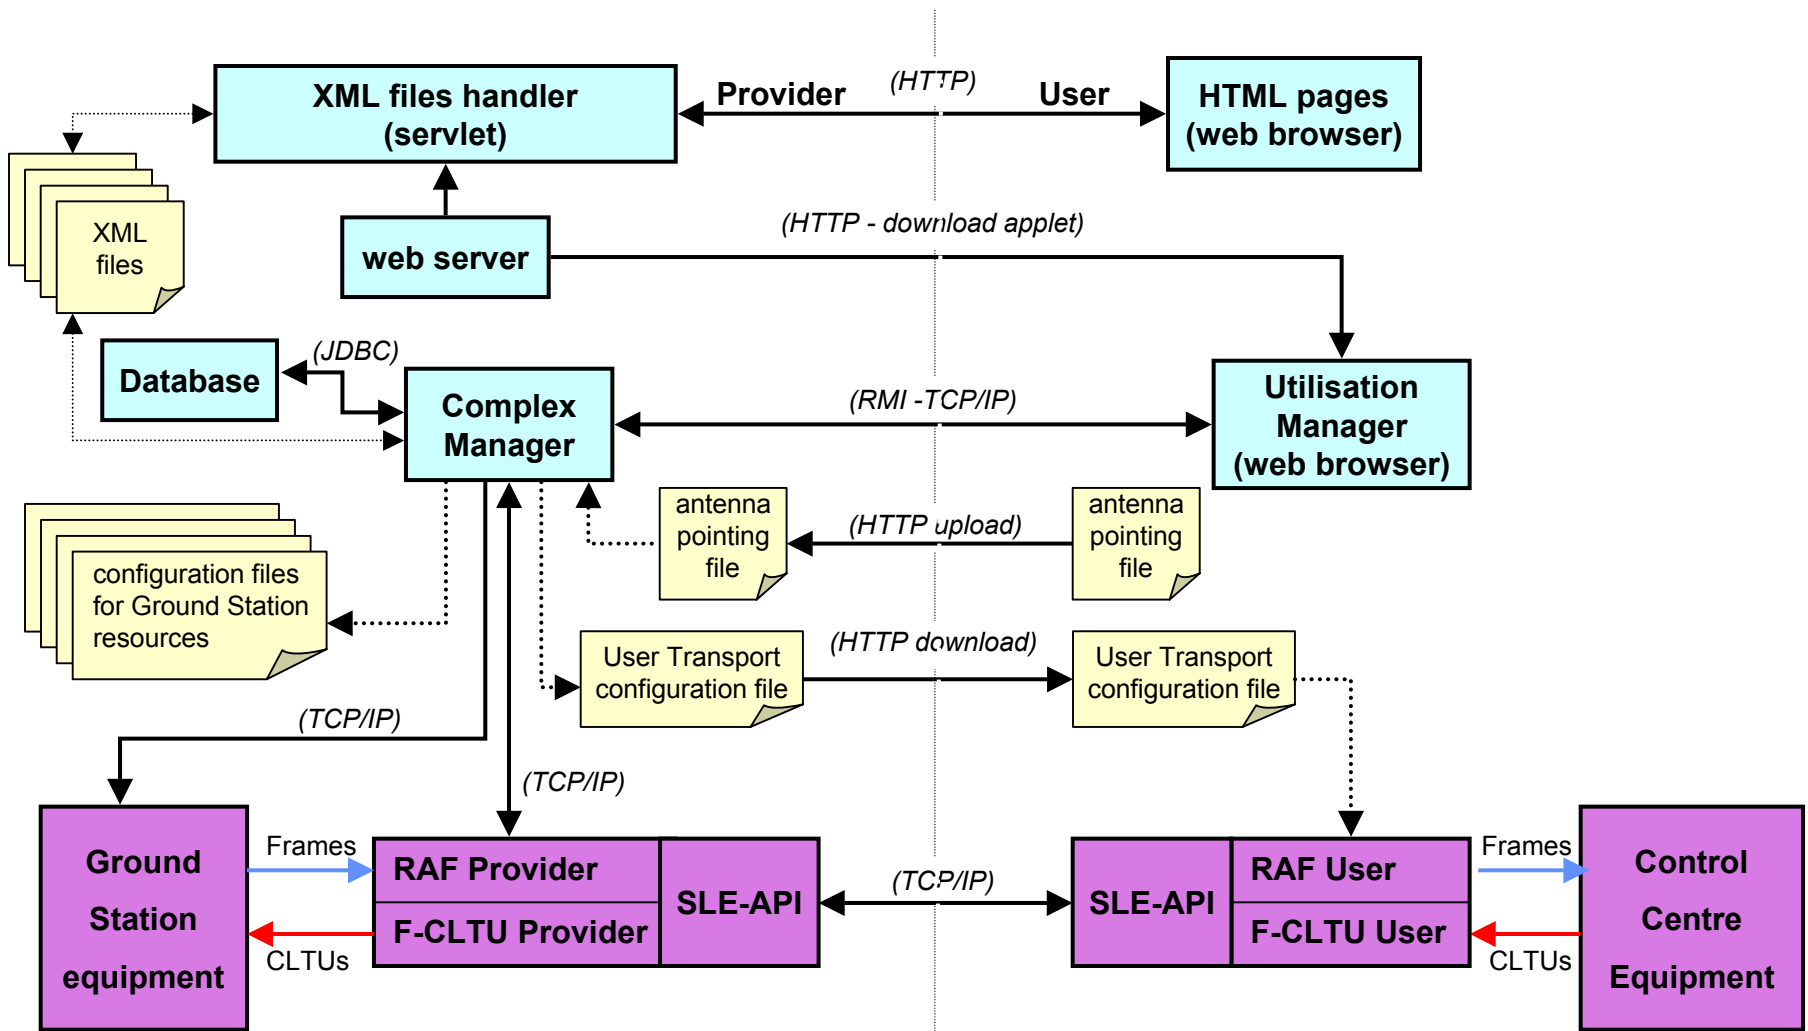 XML files handler
(servlet)
Provider
(HTTP)
User
HTML pages
(web browser)
XML
files
web server
(HTTP - download applet)
Database
(JDBC)
Complex
Manager
(RMI -TCP/IP)
Utilisation
Manager
(web browser)
antenna
pointing
file
(HTTP upload)
antenna
pointing
file
configuration files
for Ground Station
resources
User Transport
configuration file
(HTTP download)
User Transport
configuration file
(TCP/IP)
(TCP/IP)
Ground
Station
equipment
Frames
CLTUs
RAF Provider
F-CLTU Provider
SLE-API
(TCP/IP)
SLE-API
RAF User
F-CLTU User
Frames
CLTUs
Control
Centre
Equipment